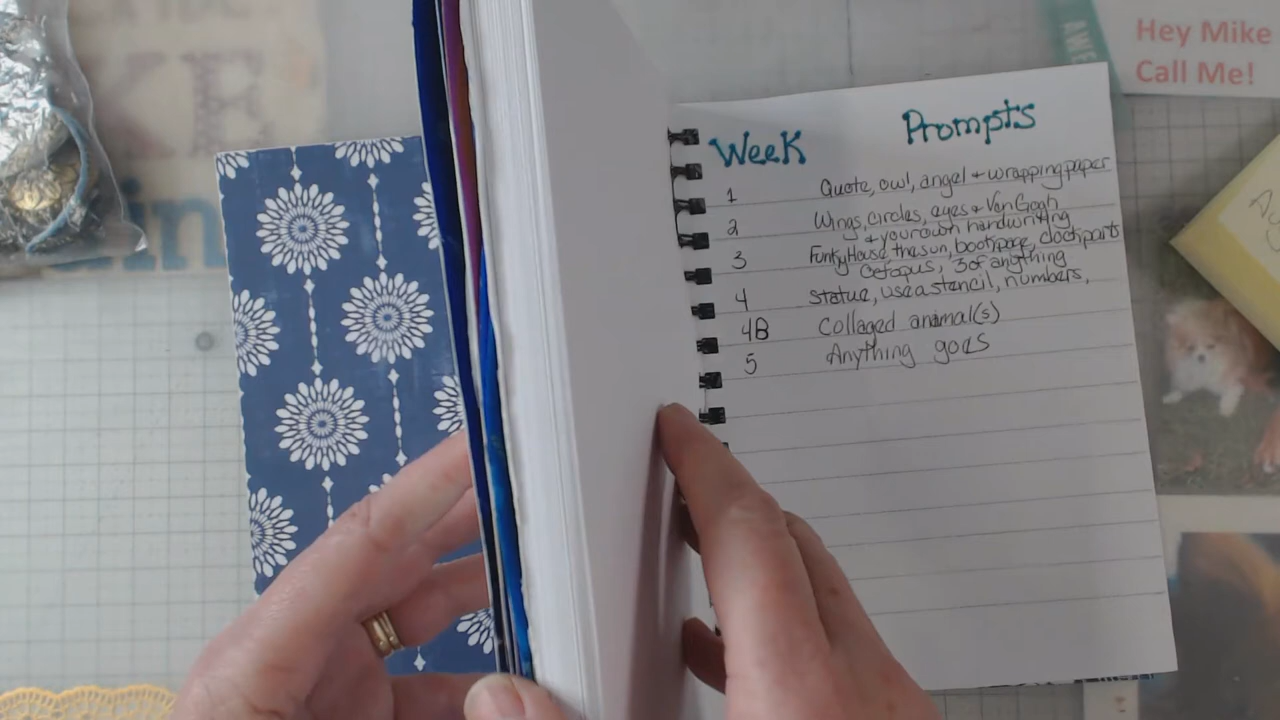 Hey Mike
Call Me!
Week Prompts
1 Quote, owl, angel + wrapping paper
2 Wings, circles, eyes + Van Gogh
+ your own handwriting
3 Funky House, the sun, bookpage, clock parts
Octopus, 3 of anything
4 Statue, use a stencil, numbers,
4B Collaged animal(s)
5 Anything goes